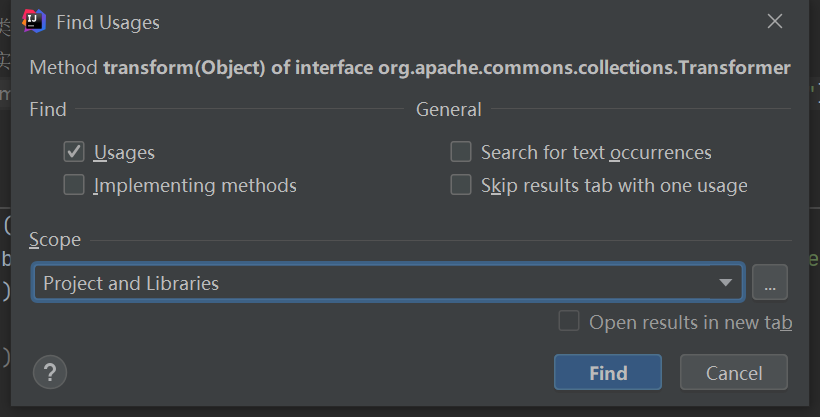 IJ
Find Usages
Method transform(Object) of interface org.apache.commons.collections.Transformer
Find
General
Usages
Search for text occurrences
Implementing methods
Skip results tab with one usage
Scope
Project and Libraries
...
Open results in new tab
?
Find
Cancel